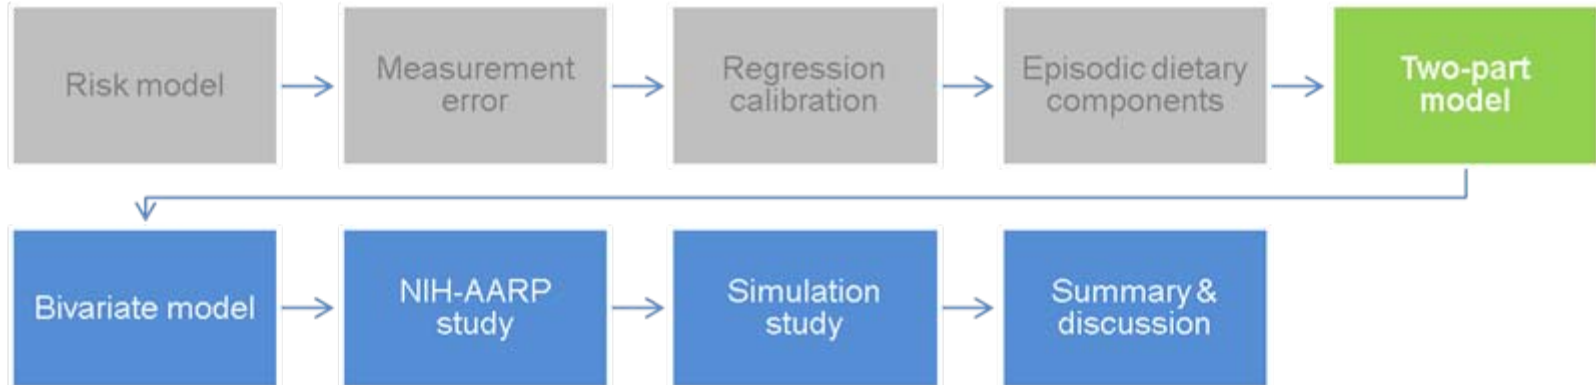 Risk model
Measurement
error
Regression
calibration
Episodic dietary
components
Two-part
model
Bivariate model
NIH-AARP
study
Simulation
study
Summary &
discussion